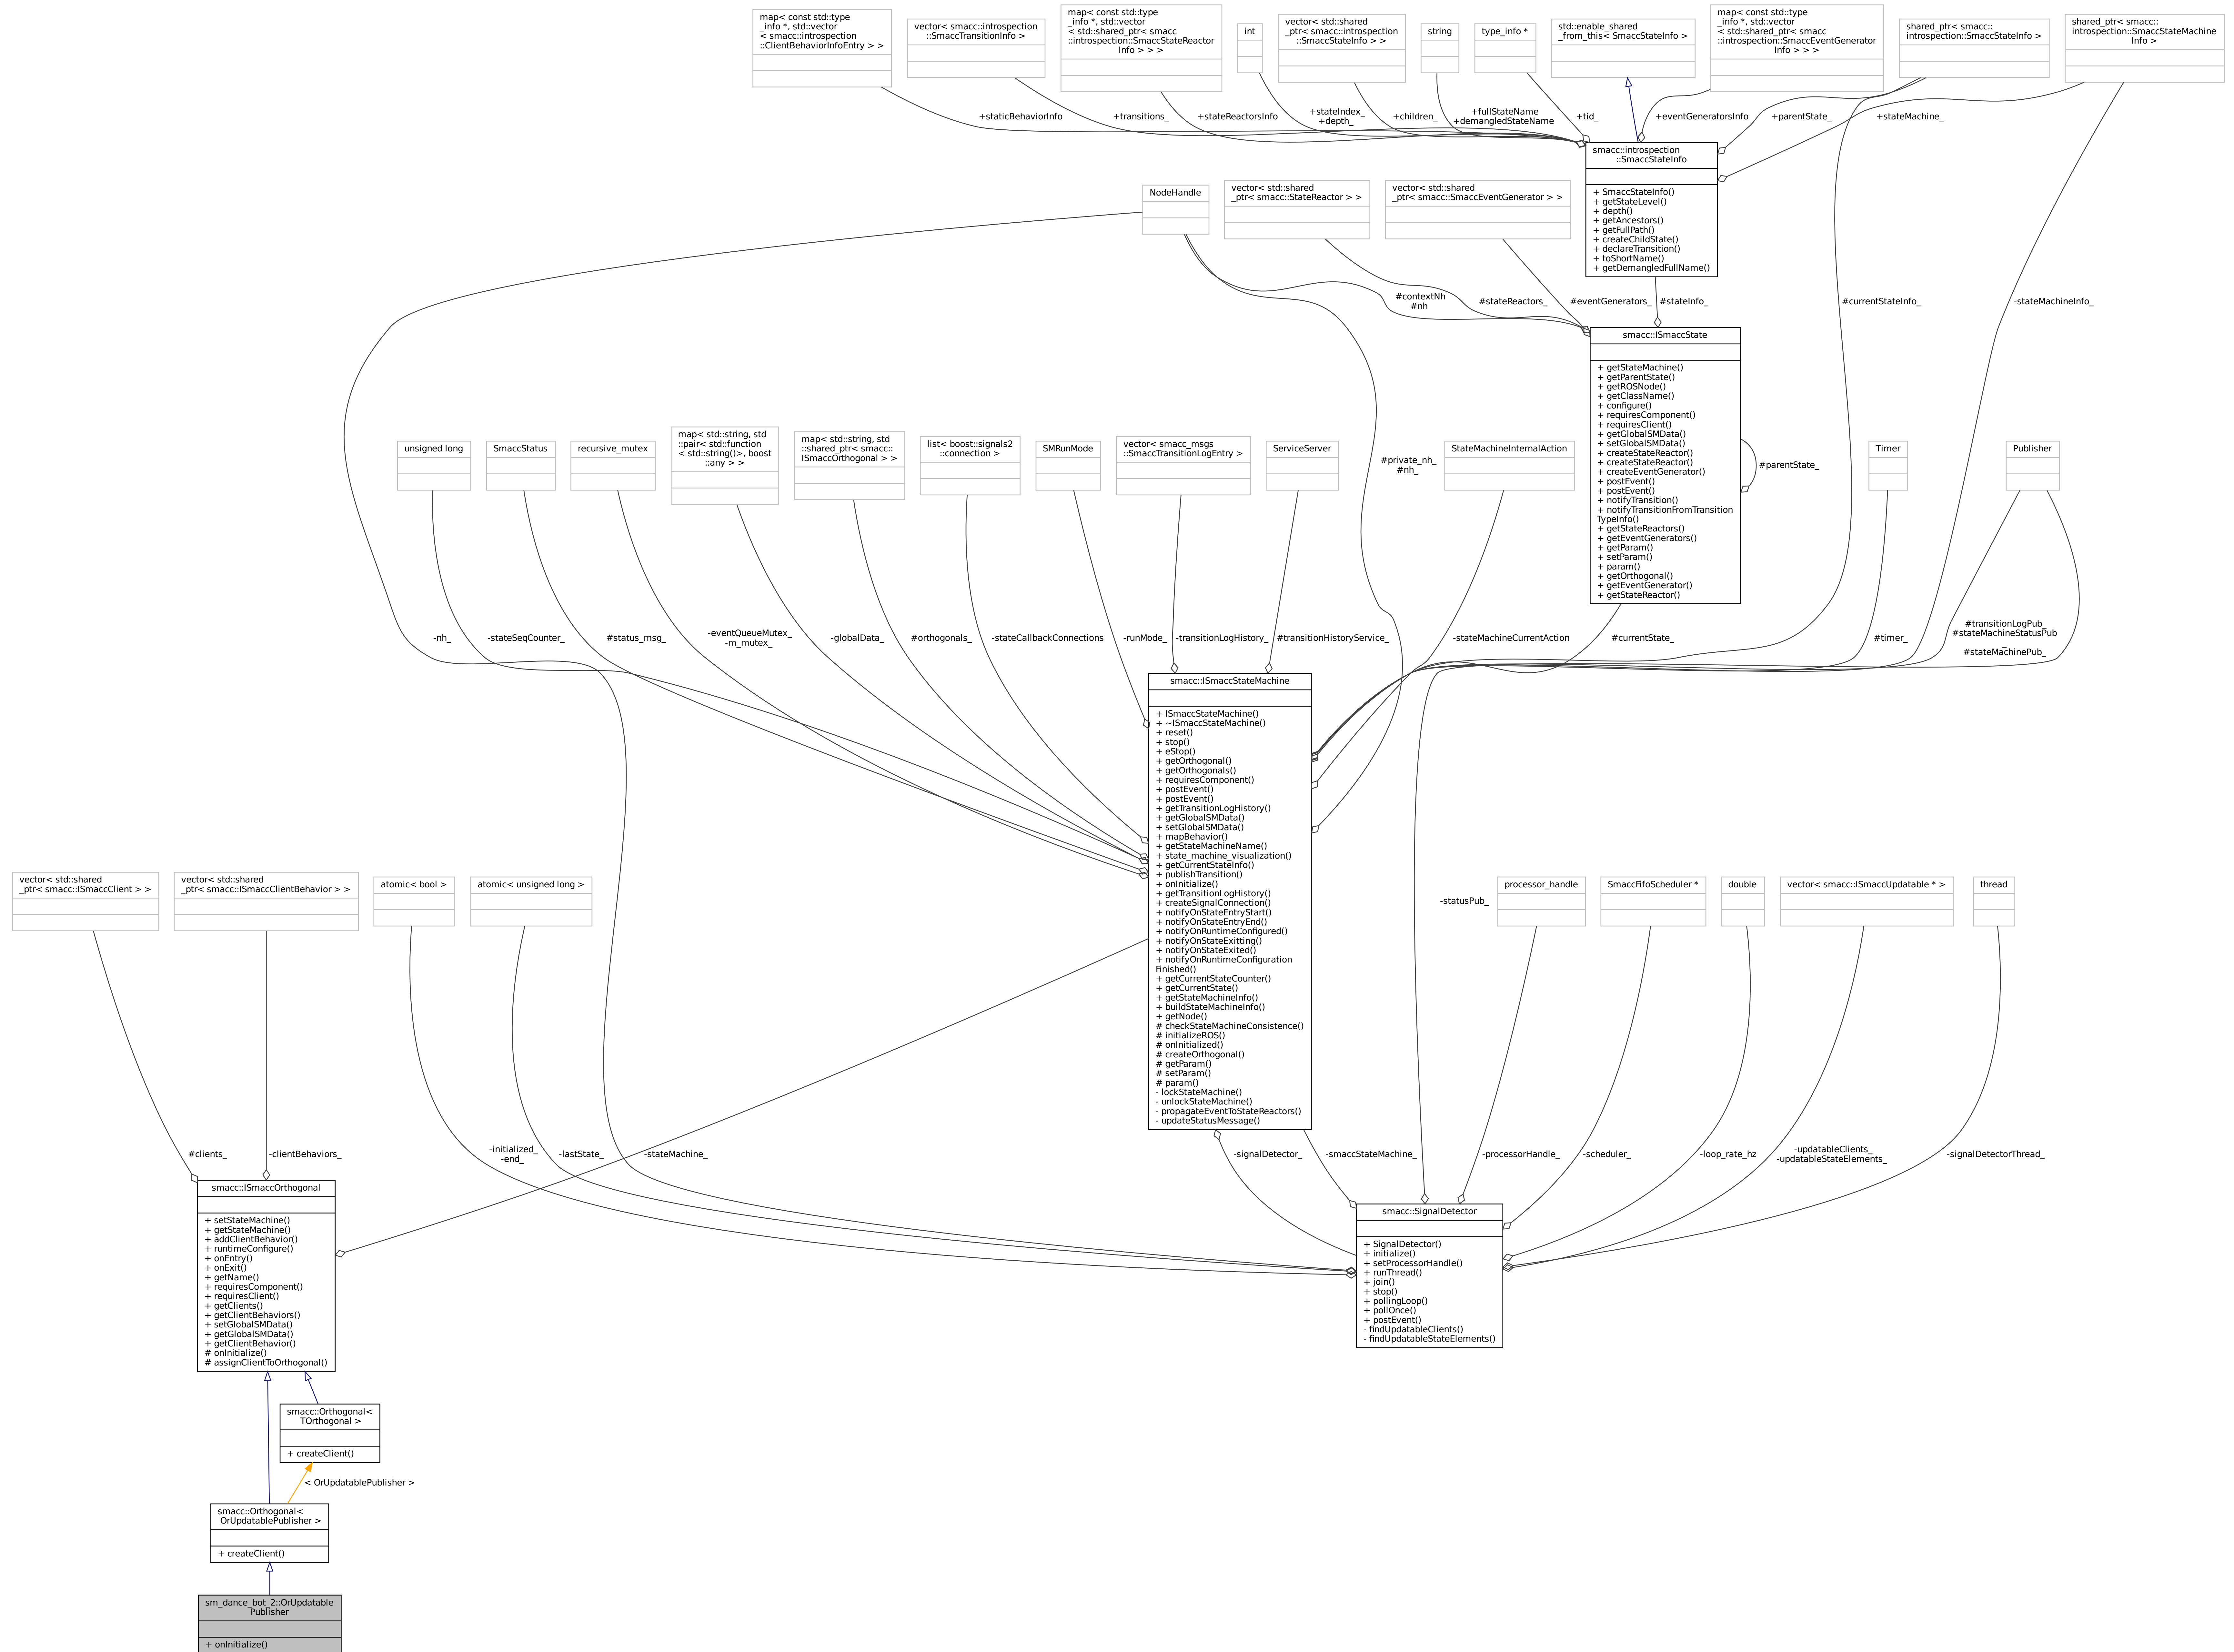 map< const std::type
_info *, std::vector
< smacc::introspection
::ClientBehaviorInfoEntry > >
vector< smacc::introspection
::SmaccTransitionInfo >
map< const std::type
_info *, std::vector
< std::shared_ptr< smacc
::introspection::SmaccStateReactor
Info > > >
int
vector< std::shared
_ptr< smacc::introspection
::SmaccStateInfo > >
string
type_info *
std::enable_shared
_from_this< SmaccStateInfo >
map< const std::type
_info *, std::vector
< std::shared_ptr< smacc
::introspection::SmaccEventGenerator
Info > > >
shared_ptr< smacc::
introspection::SmaccStateInfo >
shared_ptr< smacc::
introspection::SmaccStateMachine
Info >
+staticBehaviorInfo
+transitions_
+stateReactorsInfo
+stateIndex_
+depth_
+children_
+fullStateName
+demangledStateName
+tid_
+eventGeneratorsInfo
+parentState_
+stateMachine_
smacc::introspection
::SmaccStateInfo
+ SmaccStateInfo()
+ getStateLevel()
+ depth()
+ getAncestors()
+ getFullPath()
+ createChildState()
+ declareTransition()
+ toShortName()
+ getDemangledFullName()
NodeHandle
vector< std::shared
_ptr< smacc::StateReactor > >
vector< std::shared
_ptr< smacc::SmaccEventGenerator > >
#contextNh
#nh
#stateReactors_
#eventGenerators_
#stateInfo_
#currentStateInfo_
-stateMachineInfo_
smacc::ISmaccState
+ getStateMachine()
+ getParentState()
+ getROSNode()
+ getClassName()
+ configure()
+ requiresComponent()
+ requiresClient()
+ getGlobalSMData()
+ setGlobalSMData()
+ createStateReactor()
+ createStateReactor()
+ createEventGenerator()
+ postEvent()
+ postEvent()
+ notifyTransition()
+ notifyTransitionFromTransition
TypeInfo()
+ getStateReactors()
+ getEventGenerators()
+ getParam()
+ setParam()
+ param()
+ getOrthogonal()
+ getEventGenerator()
+ getStateReactor()
#parentState_
unsigned long
SmaccStatus
recursive_mutex
map< std::string, std
::pair< std::function
< std::string()>, boost
::any > >
map< std::string, std
::shared_ptr< smacc::
ISmaccOrthogonal > >
list< boost::signals2
::connection >
SMRunMode
vector< smacc_msgs
::SmaccTransitionLogEntry >
ServiceServer
#private_nh_
#nh_
StateMachineInternalAction
Timer
Publisher
-nh_
-stateSeqCounter_
#status_msg_
-eventQueueMutex_
-m_mutex_
-globalData_
#orthogonals_
-stateCallbackConnections
-runMode_
-transitionLogHistory_
#transitionHistoryService_
-stateMachineCurrentAction
#currentState_
#timer_
#transitionLogPub_
#stateMachineStatusPub
_
#stateMachinePub_
smacc::ISmaccStateMachine
+ ISmaccStateMachine()
+ ~ISmaccStateMachine()
+ reset()
+ stop()
+ eStop()
+ getOrthogonal()
+ getOrthogonals()
+ requiresComponent()
+ postEvent()
+ postEvent()
+ getTransitionLogHistory()
+ getGlobalSMData()
+ setGlobalSMData()
+ mapBehavior()
+ getStateMachineName()
+ state_machine_visualization()
+ getCurrentStateInfo()
+ publishTransition()
+ onInitialize()
+ getTransitionLogHistory()
+ createSignalConnection()
+ notifyOnStateEntryStart()
+ notifyOnStateEntryEnd()
+ notifyOnRuntimeConfigured()
+ notifyOnStateExitting()
+ notifyOnStateExited()
+ notifyOnRuntimeConfiguration
Finished()
+ getCurrentStateCounter()
+ getCurrentState()
+ getStateMachineInfo()
+ buildStateMachineInfo()
+ getNode()
# checkStateMachineConsistence()
# initializeROS()
# onInitialized()
# createOrthogonal()
# getParam()
# setParam()
# param()
- lockStateMachine()
- unlockStateMachine()
- propagateEventToStateReactors()
- updateStatusMessage()
vector< std::shared
_ptr< smacc::ISmaccClient > >
vector< std::shared
_ptr< smacc::ISmaccClientBehavior > >
atomic< bool >
atomic< unsigned long >
-statusPub_
processor_handle
SmaccFifoScheduler *
double
vector< smacc::ISmaccUpdatable * >
thread
#clients_
-clientBehaviors_
-initialized_
-end_
-lastState_
-stateMachine_
-signalDetector_
-smaccStateMachine_
-processorHandle_
-scheduler_
-loop_rate_hz
-updatableClients_
-updatableStateElements_
-signalDetectorThread_
smacc::ISmaccOrthogonal
+ setStateMachine()
+ getStateMachine()
+ addClientBehavior()
+ runtimeConfigure()
+ onEntry()
+ onExit()
+ getName()
+ requiresComponent()
+ requiresClient()
+ getClients()
+ getClientBehaviors()
+ setGlobalSMData()
+ getGlobalSMData()
+ getClientBehavior()
# onInitialize()
# assignClientToOrthogonal()
smacc::SignalDetector
+ SignalDetector()
+ initialize()
+ setProcessorHandle()
+ runThread()
+ join()
+ stop()
+ pollingLoop()
+ pollOnce()
+ postEvent()
- findUpdatableClients()
- findUpdatableStateElements()
smacc::Orthogonal<
TOrthogonal >
+ createClient()
< OrUpdatablePublisher >
smacc::Orthogonal<
OrUpdatablePublisher >
+ createClient()
sm_dance_bot_2::OrUpdatable
Publisher
+ onInitialize()